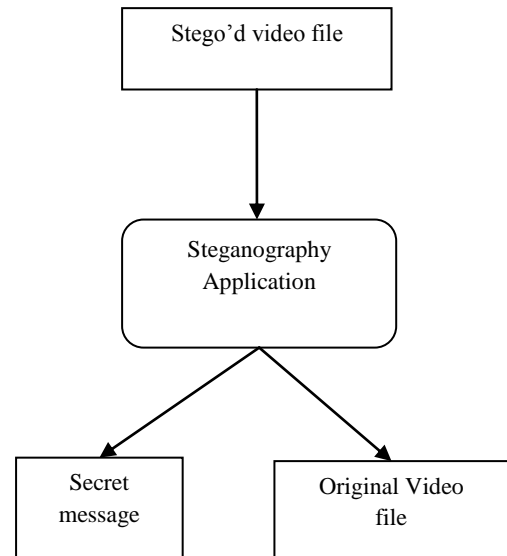 Stego’d video file
Steganography
Application
Secret
message
Original Video
file